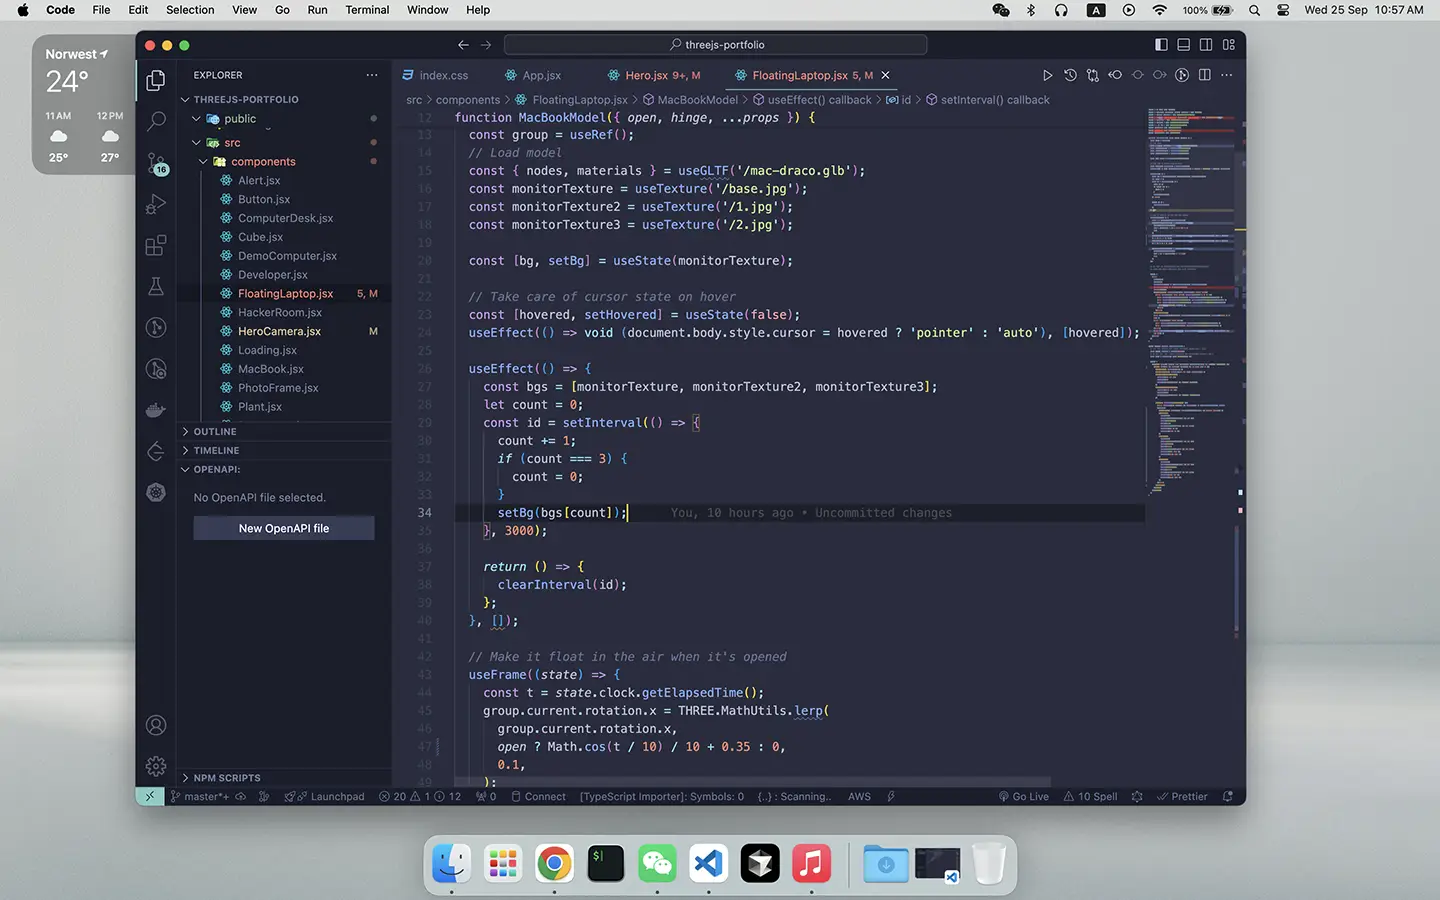 Code File Edit Selection View Go Run Terminal Window Help
A 100% Wed 25 Sep 10:57 AM
Norwest
24°
11 AM 12 PM
25° 27°
threejs-portfolio
EXPLORER
THREEJS-PORTFOLIO
public
src
components
Alert.jsx
Button.jsx
ComputerDesk.jsx
Cube.jsx
DemoComputer.jsx
Developer.jsx
FloatingLaptop.jsx 5, M
HackerRoom.jsx
HeroCamera.jsx M
Loading.jsx
MacBook.jsx
PhotoFrame.jsx
Plant.jsx
OUTLINE
TIMELINE
OPENAPI:
No OpenAPI file selected.
New OpenAPI file
NPM SCRIPTS
16
index.css App.jsx Hero.jsx 9+, M FloatingLaptop.jsx 5, M
src > components > FloatingLaptop.jsx > MacBookModel > useEffect() callback > id > setInterval() callback
12 function MacBookModel({ open, hinge, ...props }) {
13 const group = useRef();
14 // Load model
15 const { nodes, materials } = useGLTF('/mac-draco.glb');
16 const monitorTexture = useTexture('/base.jpg');
17 const monitorTexture2 = useTexture('/1.jpg');
18 const monitorTexture3 = useTexture('/2.jpg');
19
20 const [bg, setBg] = useState(monitorTexture);
21
22 // Take care of cursor state on hover
23 const [hovered, setHovered] = useState(false);
24 useEffect(() => void (document.body.style.cursor = hovered ? 'pointer' : 'auto'), [hovered]);
25
26 useEffect(() => {
27 const bgs = [monitorTexture, monitorTexture2, monitorTexture3];
28 let count = 0;
29 const id = setInterval(() => {
30 count += 1;
31 if (count === 3) {
32 count = 0;
33 }
34 setBg(bgs[count]); You, 10 hours ago • Uncommitted changes
35 }, 3000);
36
37 return () => {
38 clearInterval(id);
39 };
40 }, []);
41
42 // Make it float in the air when it's opened
43 useFrame((state) => {
44 const t = state.clock.getElapsedTime();
45 group.current.rotation.x = THREE.MathUtils.lerp(
46 group.current.rotation.x,
47 open ? Math.cos(t / 10) / 10 + 0.35 : 0,
48 0.1,
49 );
master*+ Launchpad 20 1 12 0 Connect [TypeScript Importer]: Symbols: 0 {..} : Scanning.. AWS Go Live 10 Spell Prettier
$